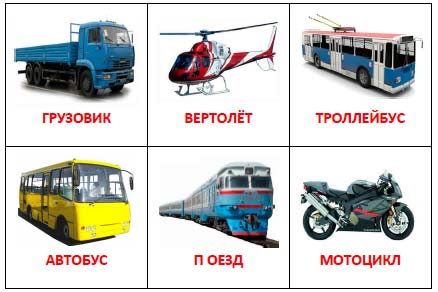 ГРУЗОВИК
ВЕРТОЛЁТ
ТРОЛЛЕЙБУС
АВТОБУС
П ОЕЗД
МОТОЦИКЛ